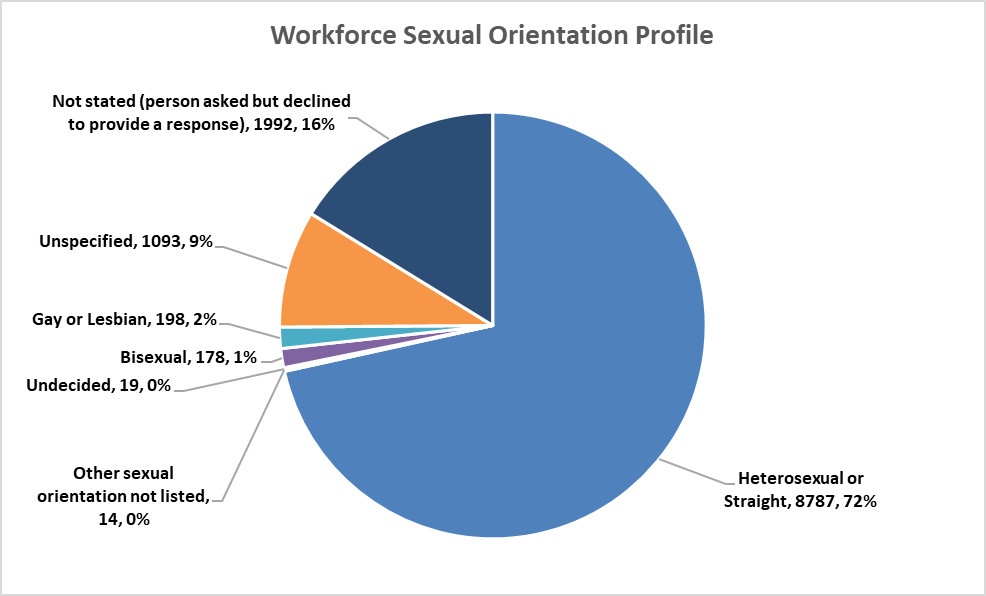 Workforce Sexual Orientation Profile
Not stated (person asked but declined
to provide a response), 1992, 16%
Unspecified, 1093, 9%
Gay or Lesbian, 198, 2%
Bisexual, 178, 1%
Undecided, 19, 0%
Other sexual
orientation not listed,
14, 0%
Heterosexual or
Straight, 8787, 72%